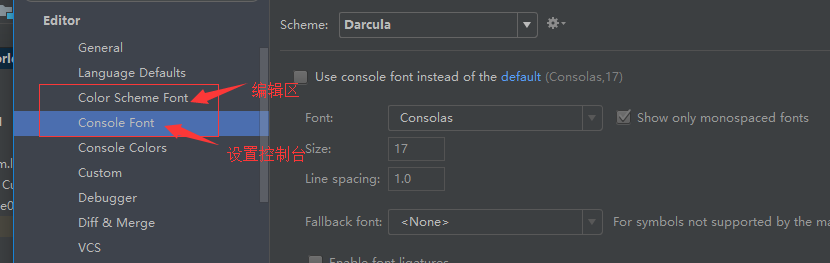 Editor
General
Language Defaults
Color Scheme Font
编辑区
Console Font
设置控制台
Console Colors
Custom
Debugger
Diff & Merge
VCS
Scheme: Darcula
Use console font instead of the default (Consolas,17)
Font: Consolas Show only monospaced fonts
Size: 17
Line spacing: 1.0
Fallback font: <None> For symbols not supported by the ma
Enable font ligatures